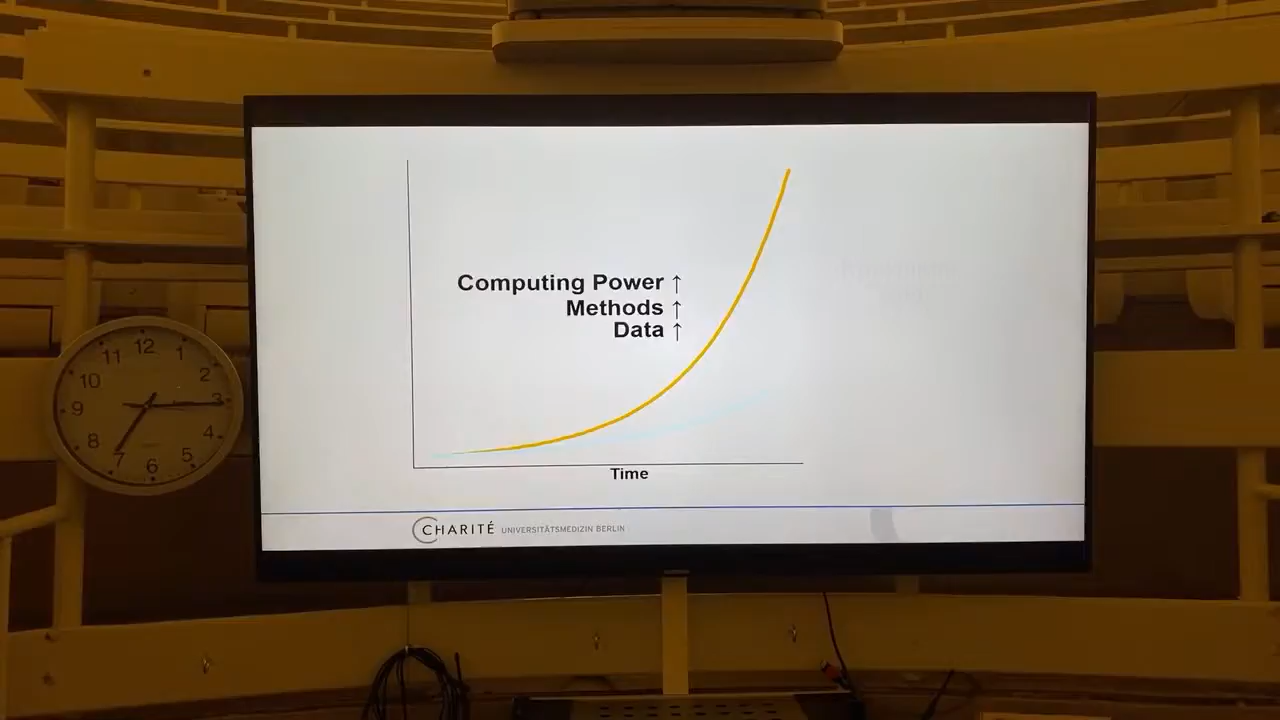 Computing Power ↑
Methods ↑
Data ↑
Time
CHARITÉ UNIVERSITÄTSMEDIZIN BERLIN
12
1
2
3
4
5
6
7
8
9
10
11